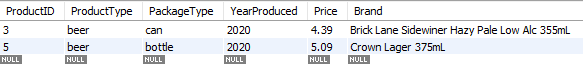 ProductID ProductType PackageType YearProduced Price Brand
3 beer can 2020 4.39 Brick Lane Sidewiner Hazy Pale Low Alc 355mL
5 beer bottle 2020 5.09 Crown Lager 375mL
NULL NULL NULL NULL NULL NULL